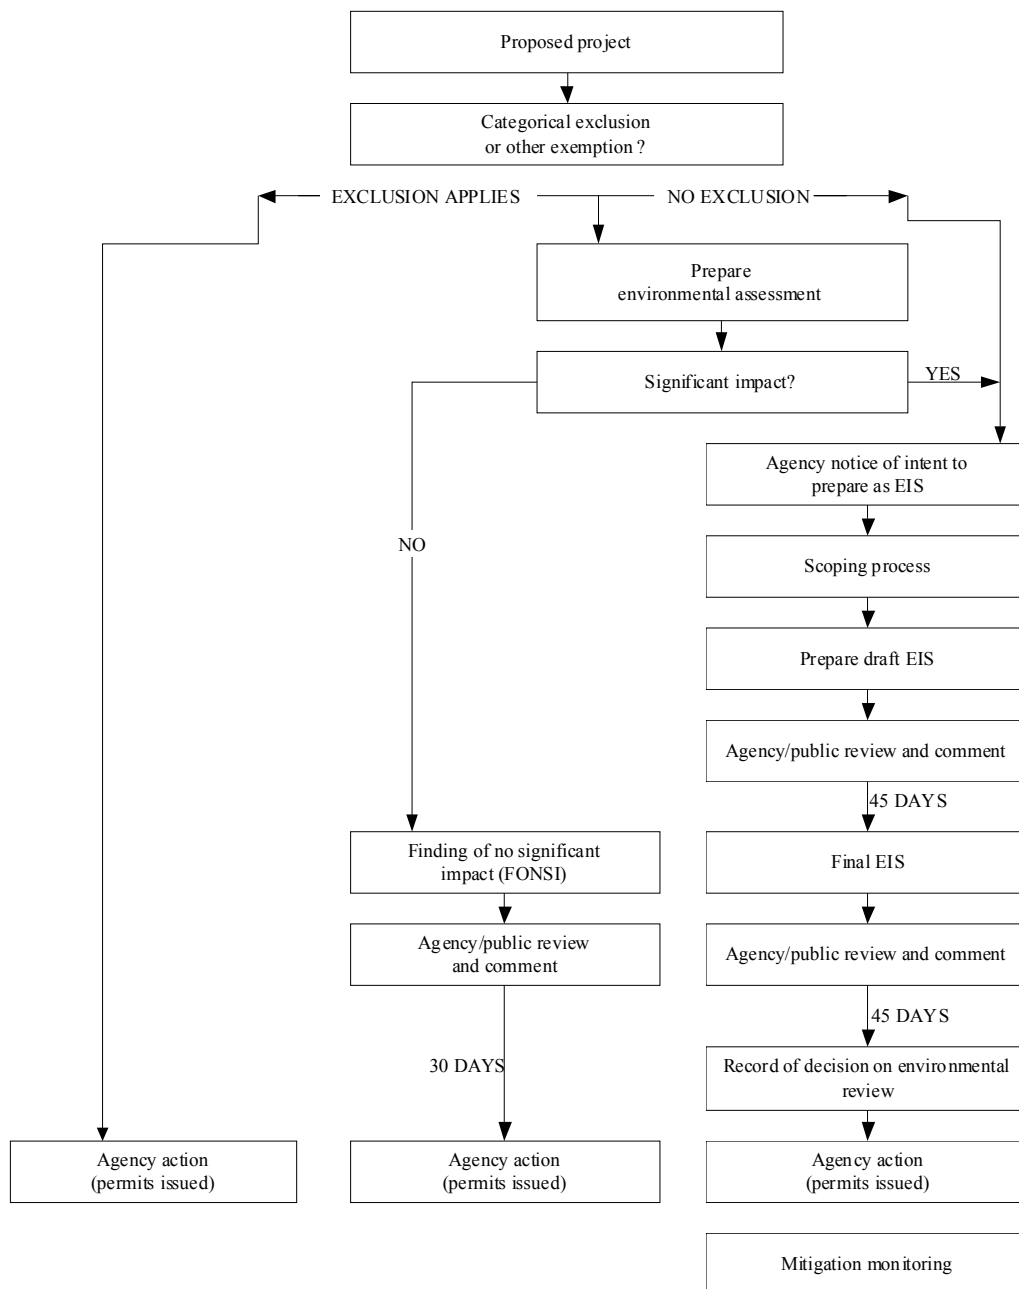 Proposed project
Categorical exclusion
or other exemption ?
EXCLUSION APPLIES
NO EXCLUSION
Prepare
environmental assessment
Significant impact?
YES
Agency notice of intent to
prepare as EIS
NO
Scoping process
Prepare draft EIS
Agency/public review and comment
45 DAYS
Finding of no significant
impact (FONSI)
Final EIS
Agency/public review
and comment
Agency/public review and comment
45 DAYS
30 DAYS
Record of decision on environmental
review
Agency action
(permits issued)
Agency action
(permits issued)
Agency action
(permits issued)
Mitigation monitoring